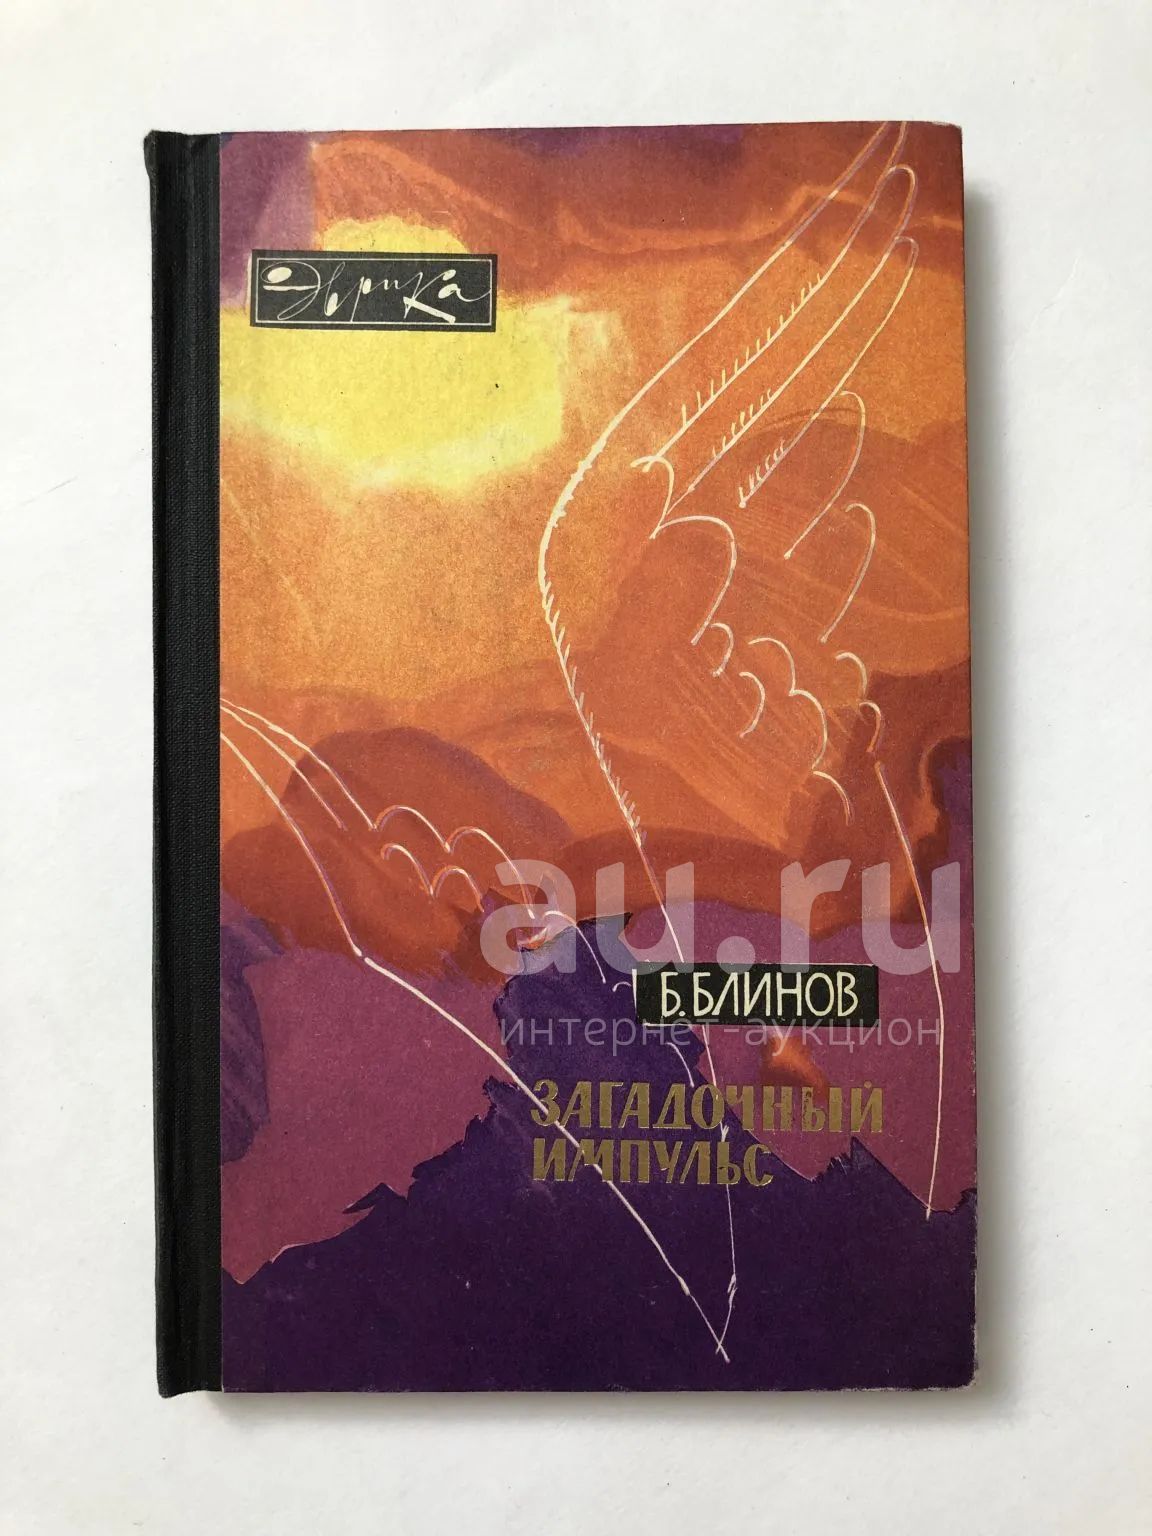 Эврика
au.ru
Б. БЛИНОВ
интернет-аукцион
ЗАГАДОЧНЫЙ
ИМПУЛЬС